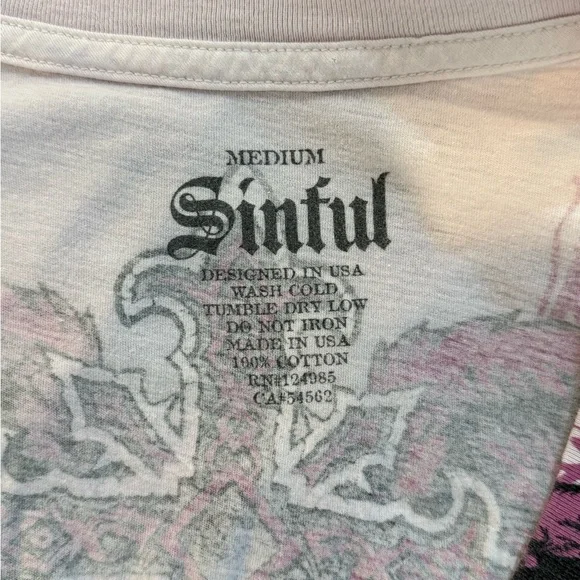 MEDIUM
Sinful
DESIGNED IN USA
WASH COLD
TUMBLE DRY LOW
DO NOT IRON
MADE IN USA
100% COTTON
RN#124985
CA#54562